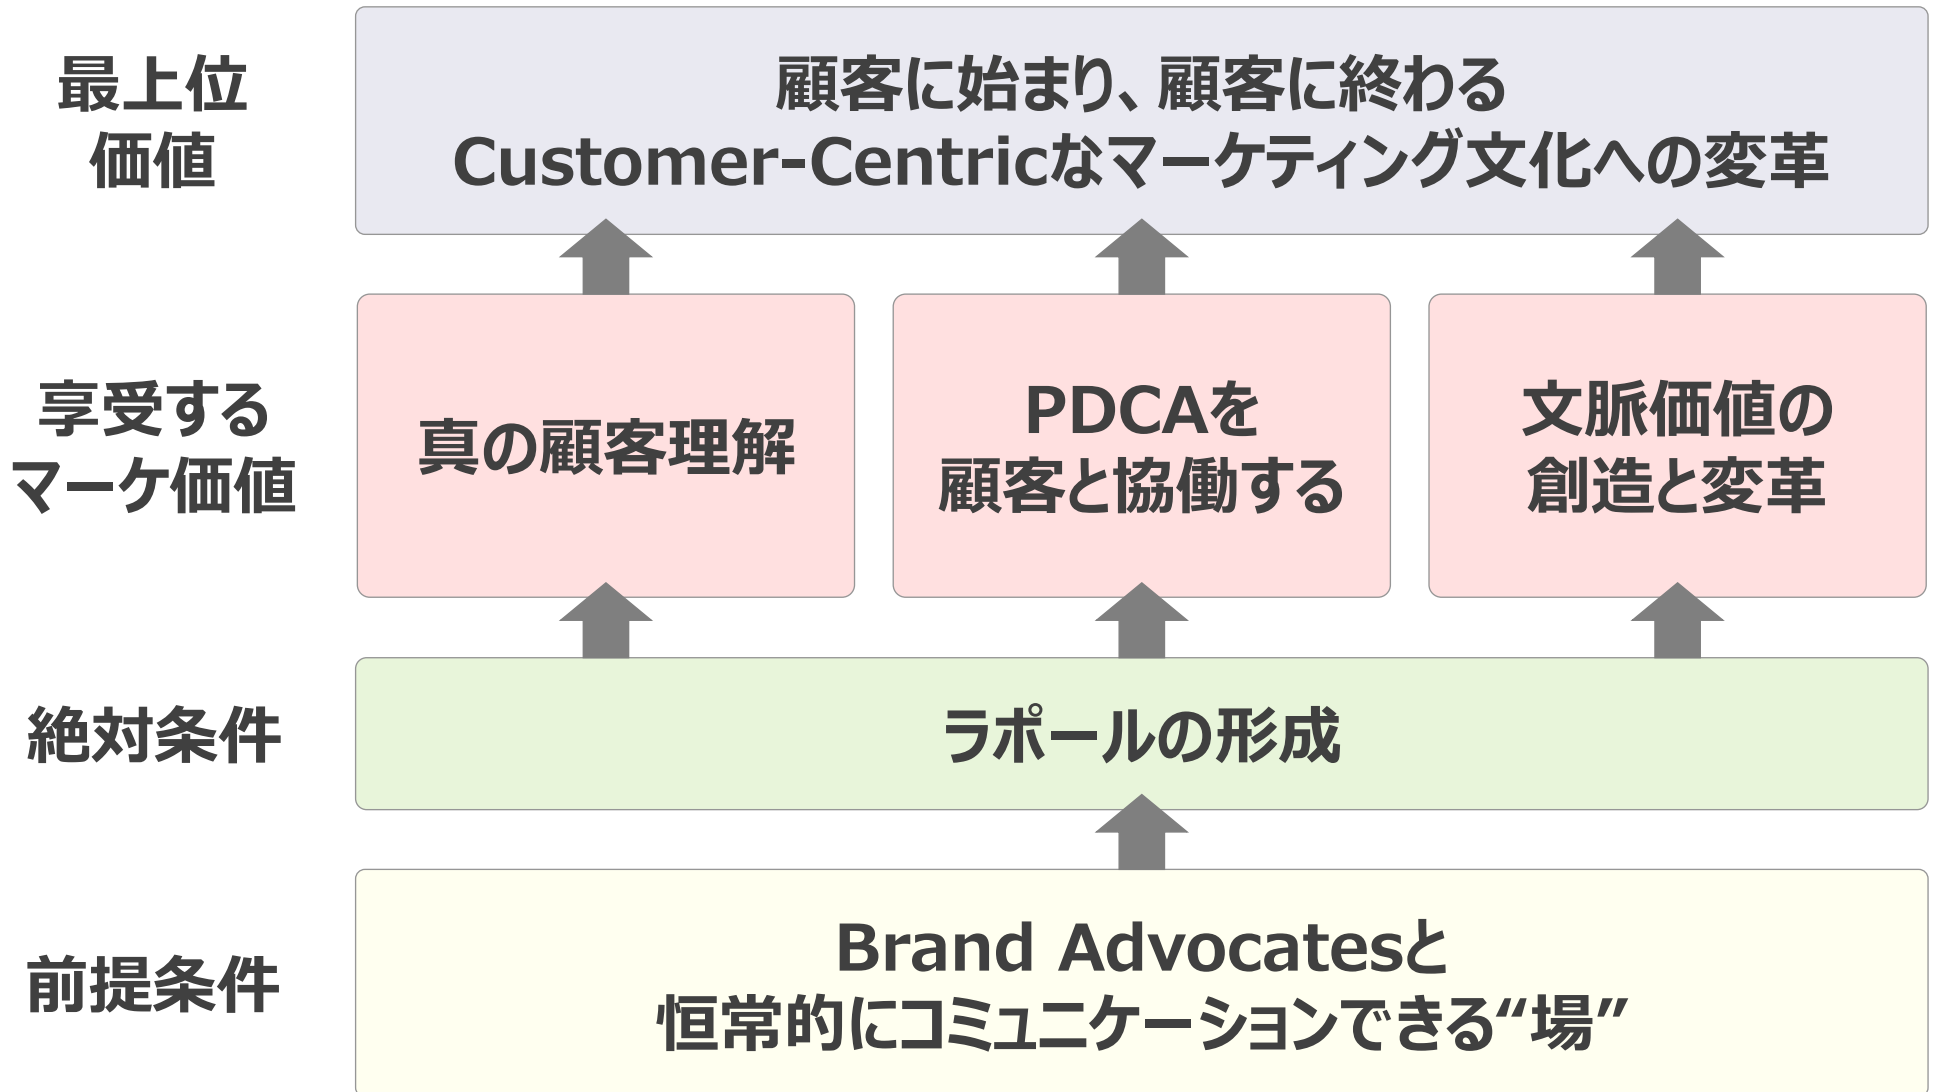 最上位
価値
顧客に始まり、顧客に終わる
Customer-Centricなマーケティング文化への変革
享受する
マーケ価値
真の顧客理解
PDCAを
顧客と協働する
文脈価値の
創造と変革
絶対条件
ラポールの形成
前提条件
Brand Advocatesと
恒常的にコミュニケーションできる“場”